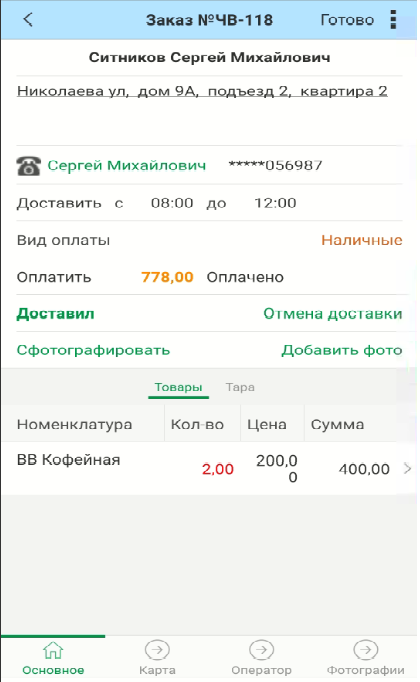 Заказ №ЧВ-118 Готово
Ситников Сергей Михайлович
Николаева ул, дом 9А, подъезд 2, квартира 2
Сергей Михайлович *****056987
Доставить с 08:00 до 12:00
Вид оплаты Наличные
Оплатить 778,00 Оплачено
Доставил Отмена доставки
Сфотографировать Добавить фото
Товары Тара
Номенклатура Кол-во Цена Сумма
ВВ Кофейная 2,00 200,0 400,00
0
Основное Карта Оператор Фотографии